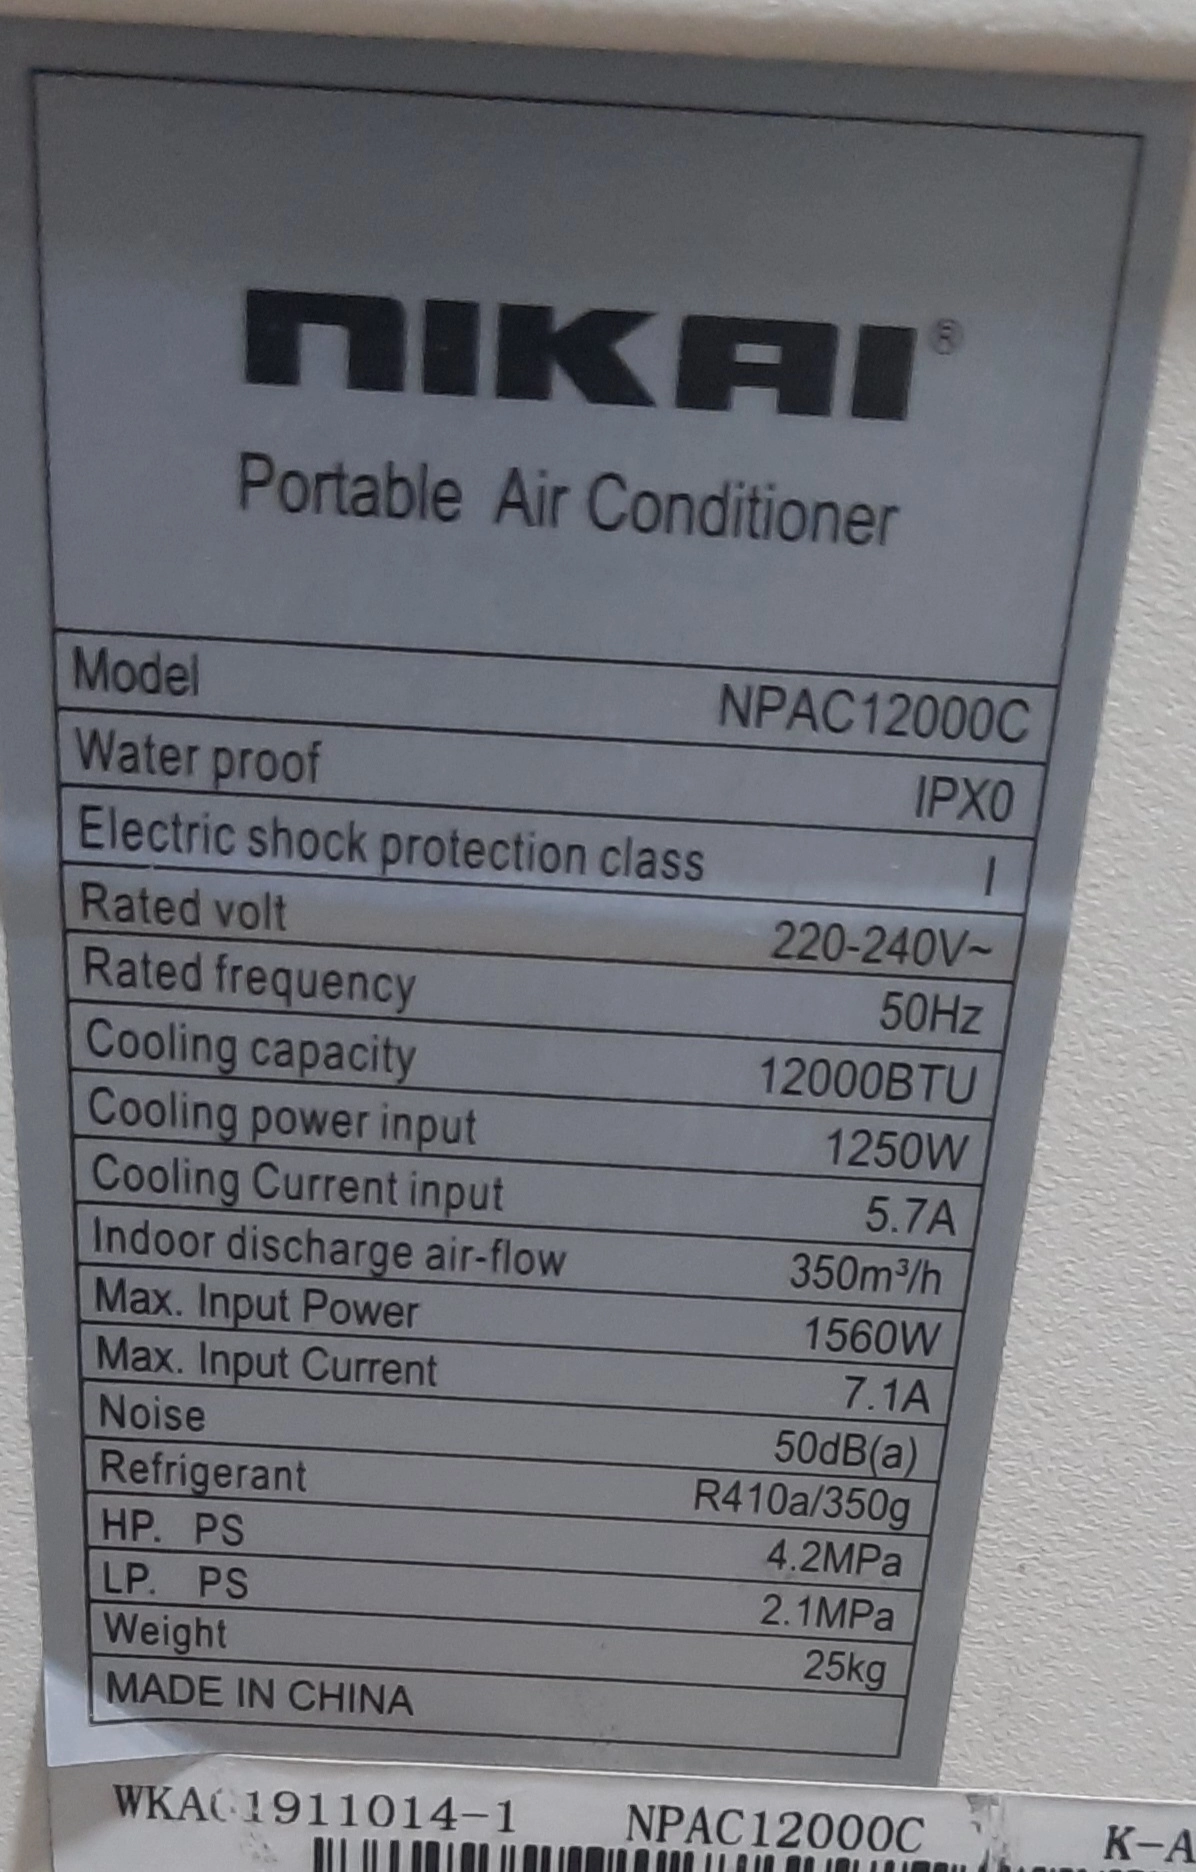 NIKAI®
Portable Air Conditioner
Model NPAC12000C
Water proof IPX0
Electric shock protection class I
Rated volt 220-240V~
Rated frequency 50Hz
Cooling capacity 12000BTU
Cooling power input 1250W
Cooling Current input 5.7A
Indoor discharge air-flow 350m³/h
Max. Input Power 1560W
Max. Input Current 7.1A
Noise 50dB(a)
Refrigerant R410a/350g
HP. PS 4.2MPa
LP. PS 2.1MPa
Weight 25kg
MADE IN CHINA
NPAC12000C K-A